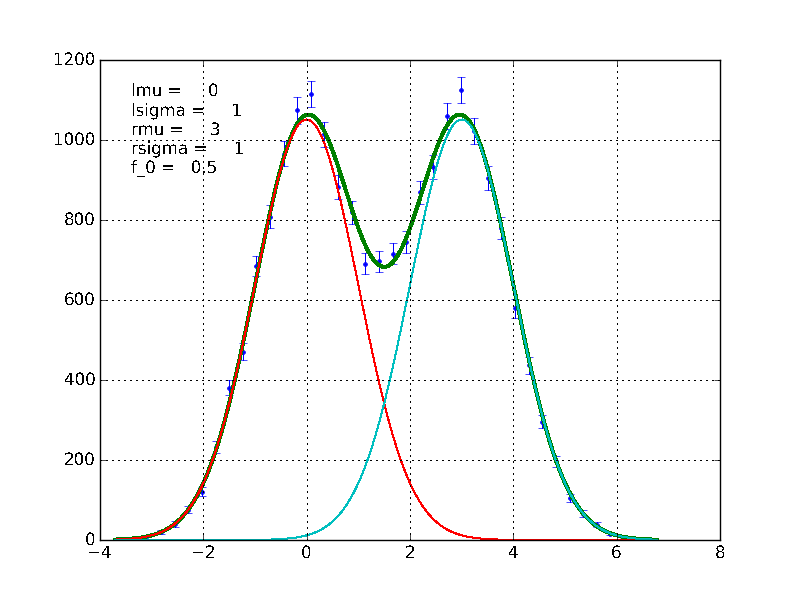 1200
1000
800
600
400
200
0
lmu = 0
lsigma = 1
rmu = 3
rsigma = 1
f_0 = 0.5
−4 −2 0 2 4 6 8